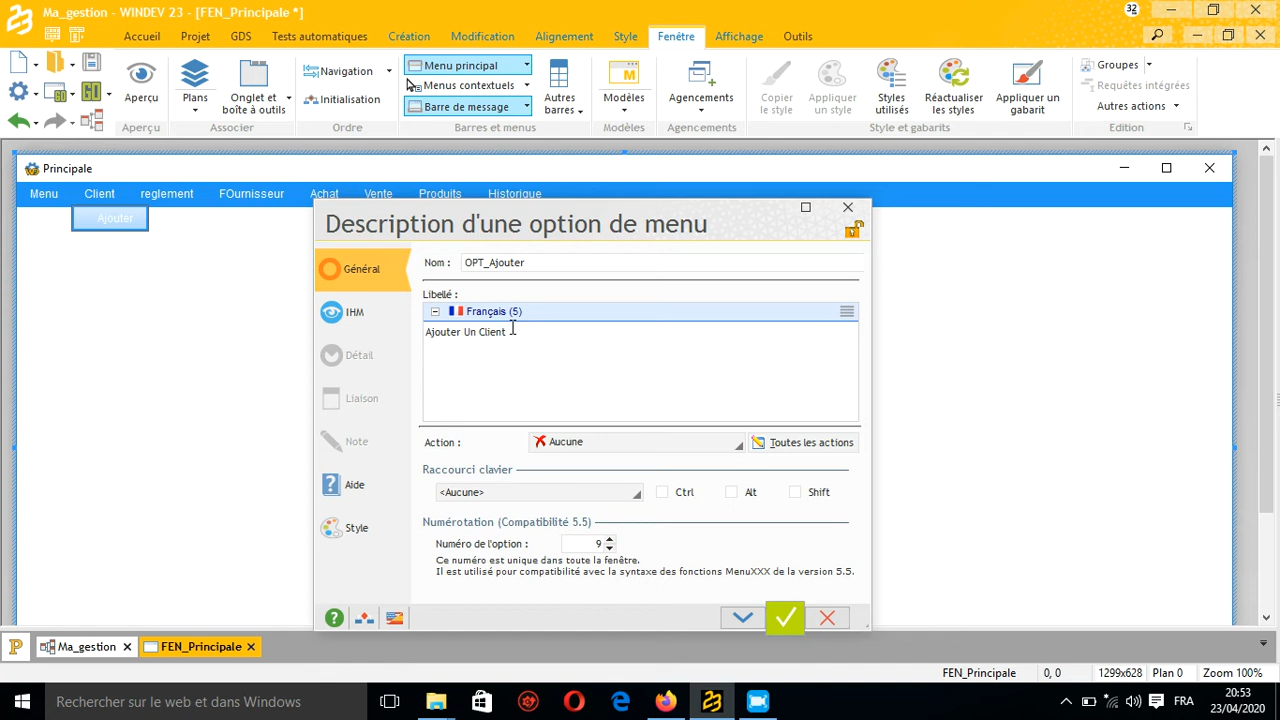 Ma_gestion - WINDEV 23 - [FEN_Principale *]
32
Accueil Projet GDS Tests automatiques Création Modification Alignement Style Fenêtre Affichage Outils
Aperçu
Plans
Onglet et boîte à outils
Navigation
Initialisation
Menu principal
Menus contextuels
Barre de message
Autres barres
Modèles
Agencements
Copier le style
Appliquer un style
Styles utilisés
Réactualiser les styles
Appliquer un gabarit
Groupes
Requêtes intégrées
Autres actions
Aperçu Associer Ordre Barres et menus Modèles Agencements Style et gabarits Edition
Principale
Menu Client reglement FOurnisseur Achat Vente Produits Historique
Ajouter
Description d'une option de menu
Général
IHM
Détail
Liaison
Note
Aide
Style
Nom : OPT_Ajouter
Libellé :
Français (5)
Ajouter Un Client
Action : Aucune Toutes les actions
Raccourci clavier
<Aucune> Ctrl Alt Shift
Numérotation (Compatibilité 5.5)
Numéro de l'option : 9
Ce numéro est unique dans toute la fenêtre.
Il est utilisé pour compatibilité avec la syntaxe des fonctions MenuXXX de la version 5.5.
Ma_gestion FEN_Principale
FEN_Principale 0, 0 1299x628 Plan 0 Zoom 100%
Rechercher sur le web et dans Windows
FRA
20:53
23/04/2020